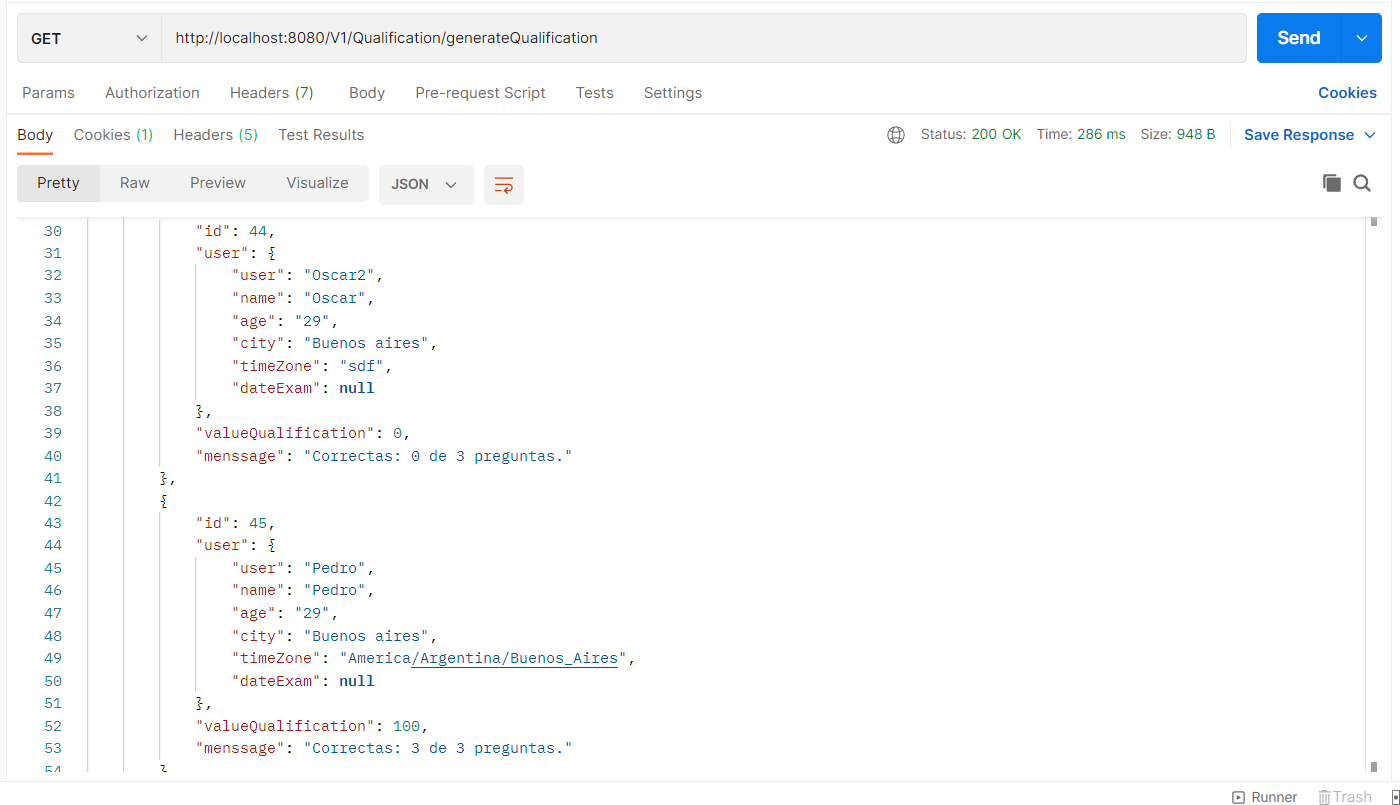 GET http://localhost:8080/V1/Qualification/generateQualification Send
Params Authorization Headers (7) Body Pre-request Script Tests Settings Cookies
Body Cookies (1) Headers (5) Test Results Status: 200 OK Time: 286 ms Size: 948 B Save Response
Pretty Raw Preview Visualize JSON
30 "id": 44,
31 "user": {
32 "user": "Oscar2",
33 "name": "Oscar",
34 "age": "29",
35 "city": "Buenos aires",
36 "timeZone": "sdf",
37 "dateExam": null
38 },
39 "valueQualification": 0,
40 "menssage": "Correctas: 0 de 3 preguntas."
41 },
42 {
43 "id": 45,
44 "user": {
45 "user": "Pedro",
46 "name": "Pedro",
47 "age": "29",
48 "city": "Buenos aires",
49 "timeZone": "America/Argentina/Buenos_Aires",
50 "dateExam": null
51 },
52 "valueQualification": 100,
53 "menssage": "Correctas: 3 de 3 preguntas."
54 }
Runner Trash